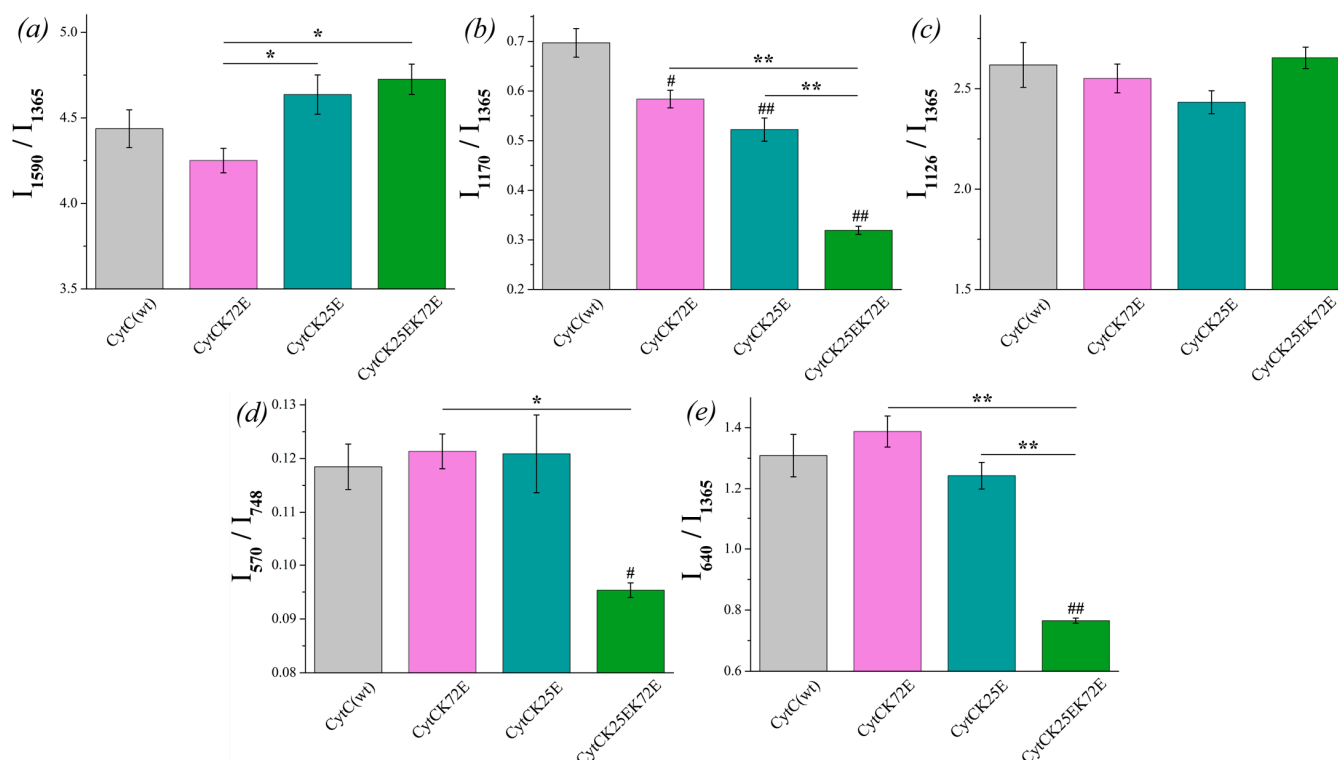 (a)
I1590 / I1365
5.0
4.5
4.0
3.5
*
*
CytC(wt)
CytCK72E
CytCK25E
CytCK25EK72E
(b)
I1170 / I1365
0.7
0.6
0.5
0.3
0.2
#
##
##
**
**
CytC(wt)
CytCK72E
CytCK25E
CytCK25EK72E
(c)
I1126 / I1365
2.5
2.0
1.5
CytC(wt)
CytCK72E
CytCK25E
CytCK25EK72E
(d)
I570 / I748
0.13
0.12
0.11
0.10
0.09
0.08
*
#
CytC(wt)
CytCK72E
CytCK25E
CytCK25EK72E
(e)
I640 / I1365
1.4
1.2
1.0
0.8
0.6
**
**
##
CytC(wt)
CytCK72E
CytCK25E
CytCK25EK72E